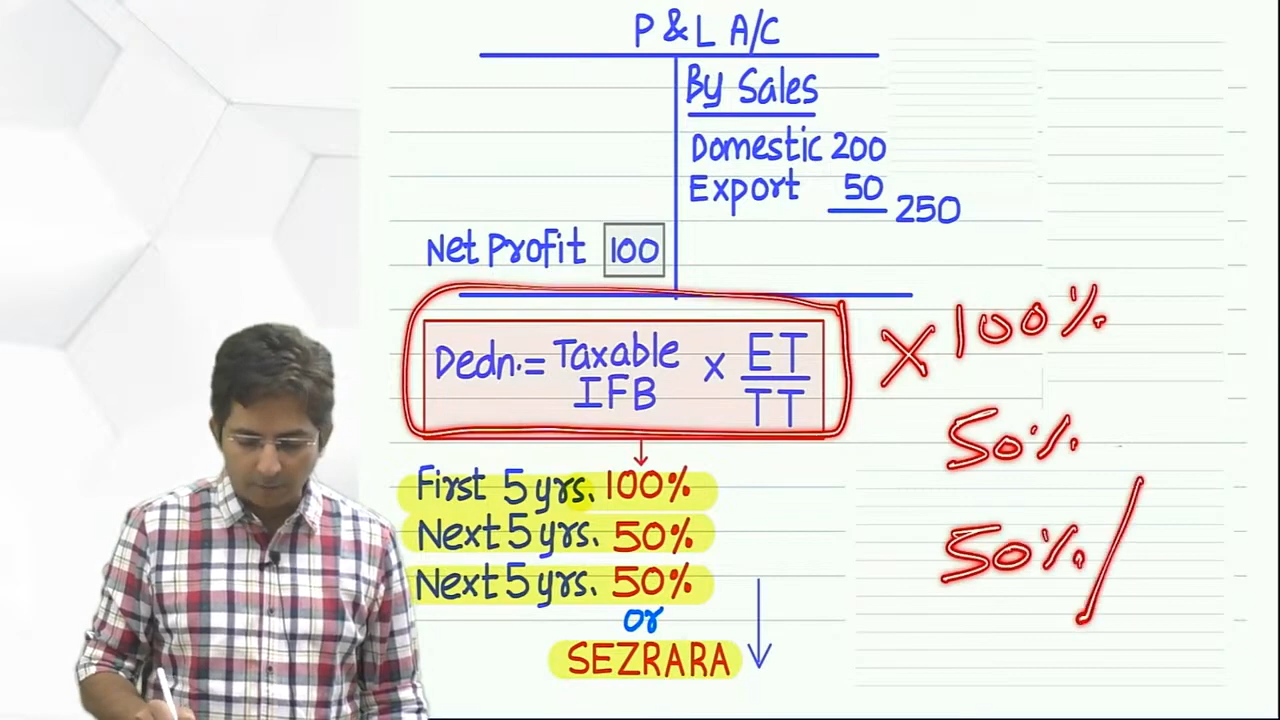 P & L A/C
By Sales
Domestic 200
Export 50 250
Net Profit 100
Dedn. = Taxable IFB x ET / TT
x 100%
50%
50%
First 5 yrs. 100%
Next 5 yrs. 50%
Next 5 yrs. 50%
or
SEZRARA